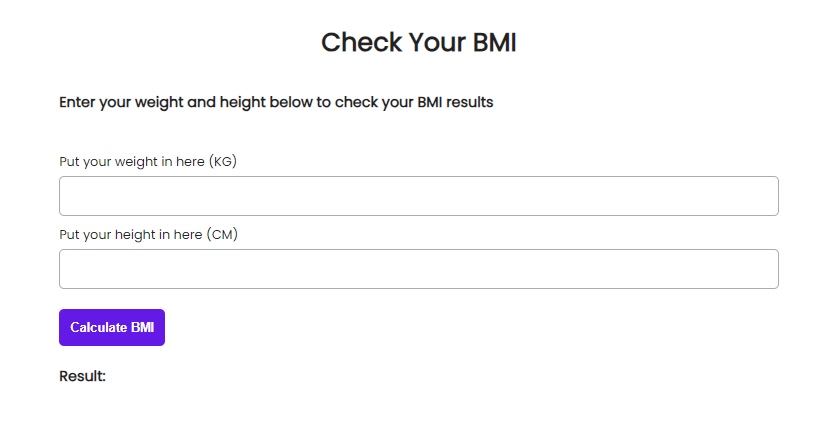 Check Your BMI
Enter your weight and height below to check your BMI results
Put your weight in here (KG)
Put your height in here (CM)
Calculate BMI
Result: